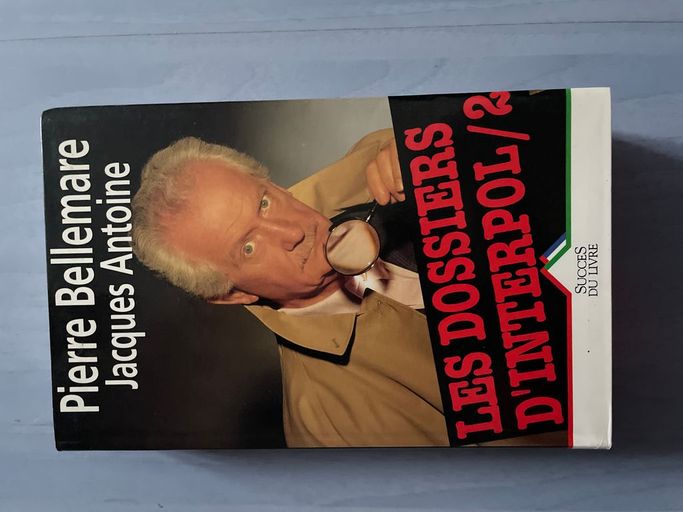 Pierre Bellemare
Jacques Antoine
LES DOSSIERS
D'INTERPOL/2
SUCCES
DU LIVRE